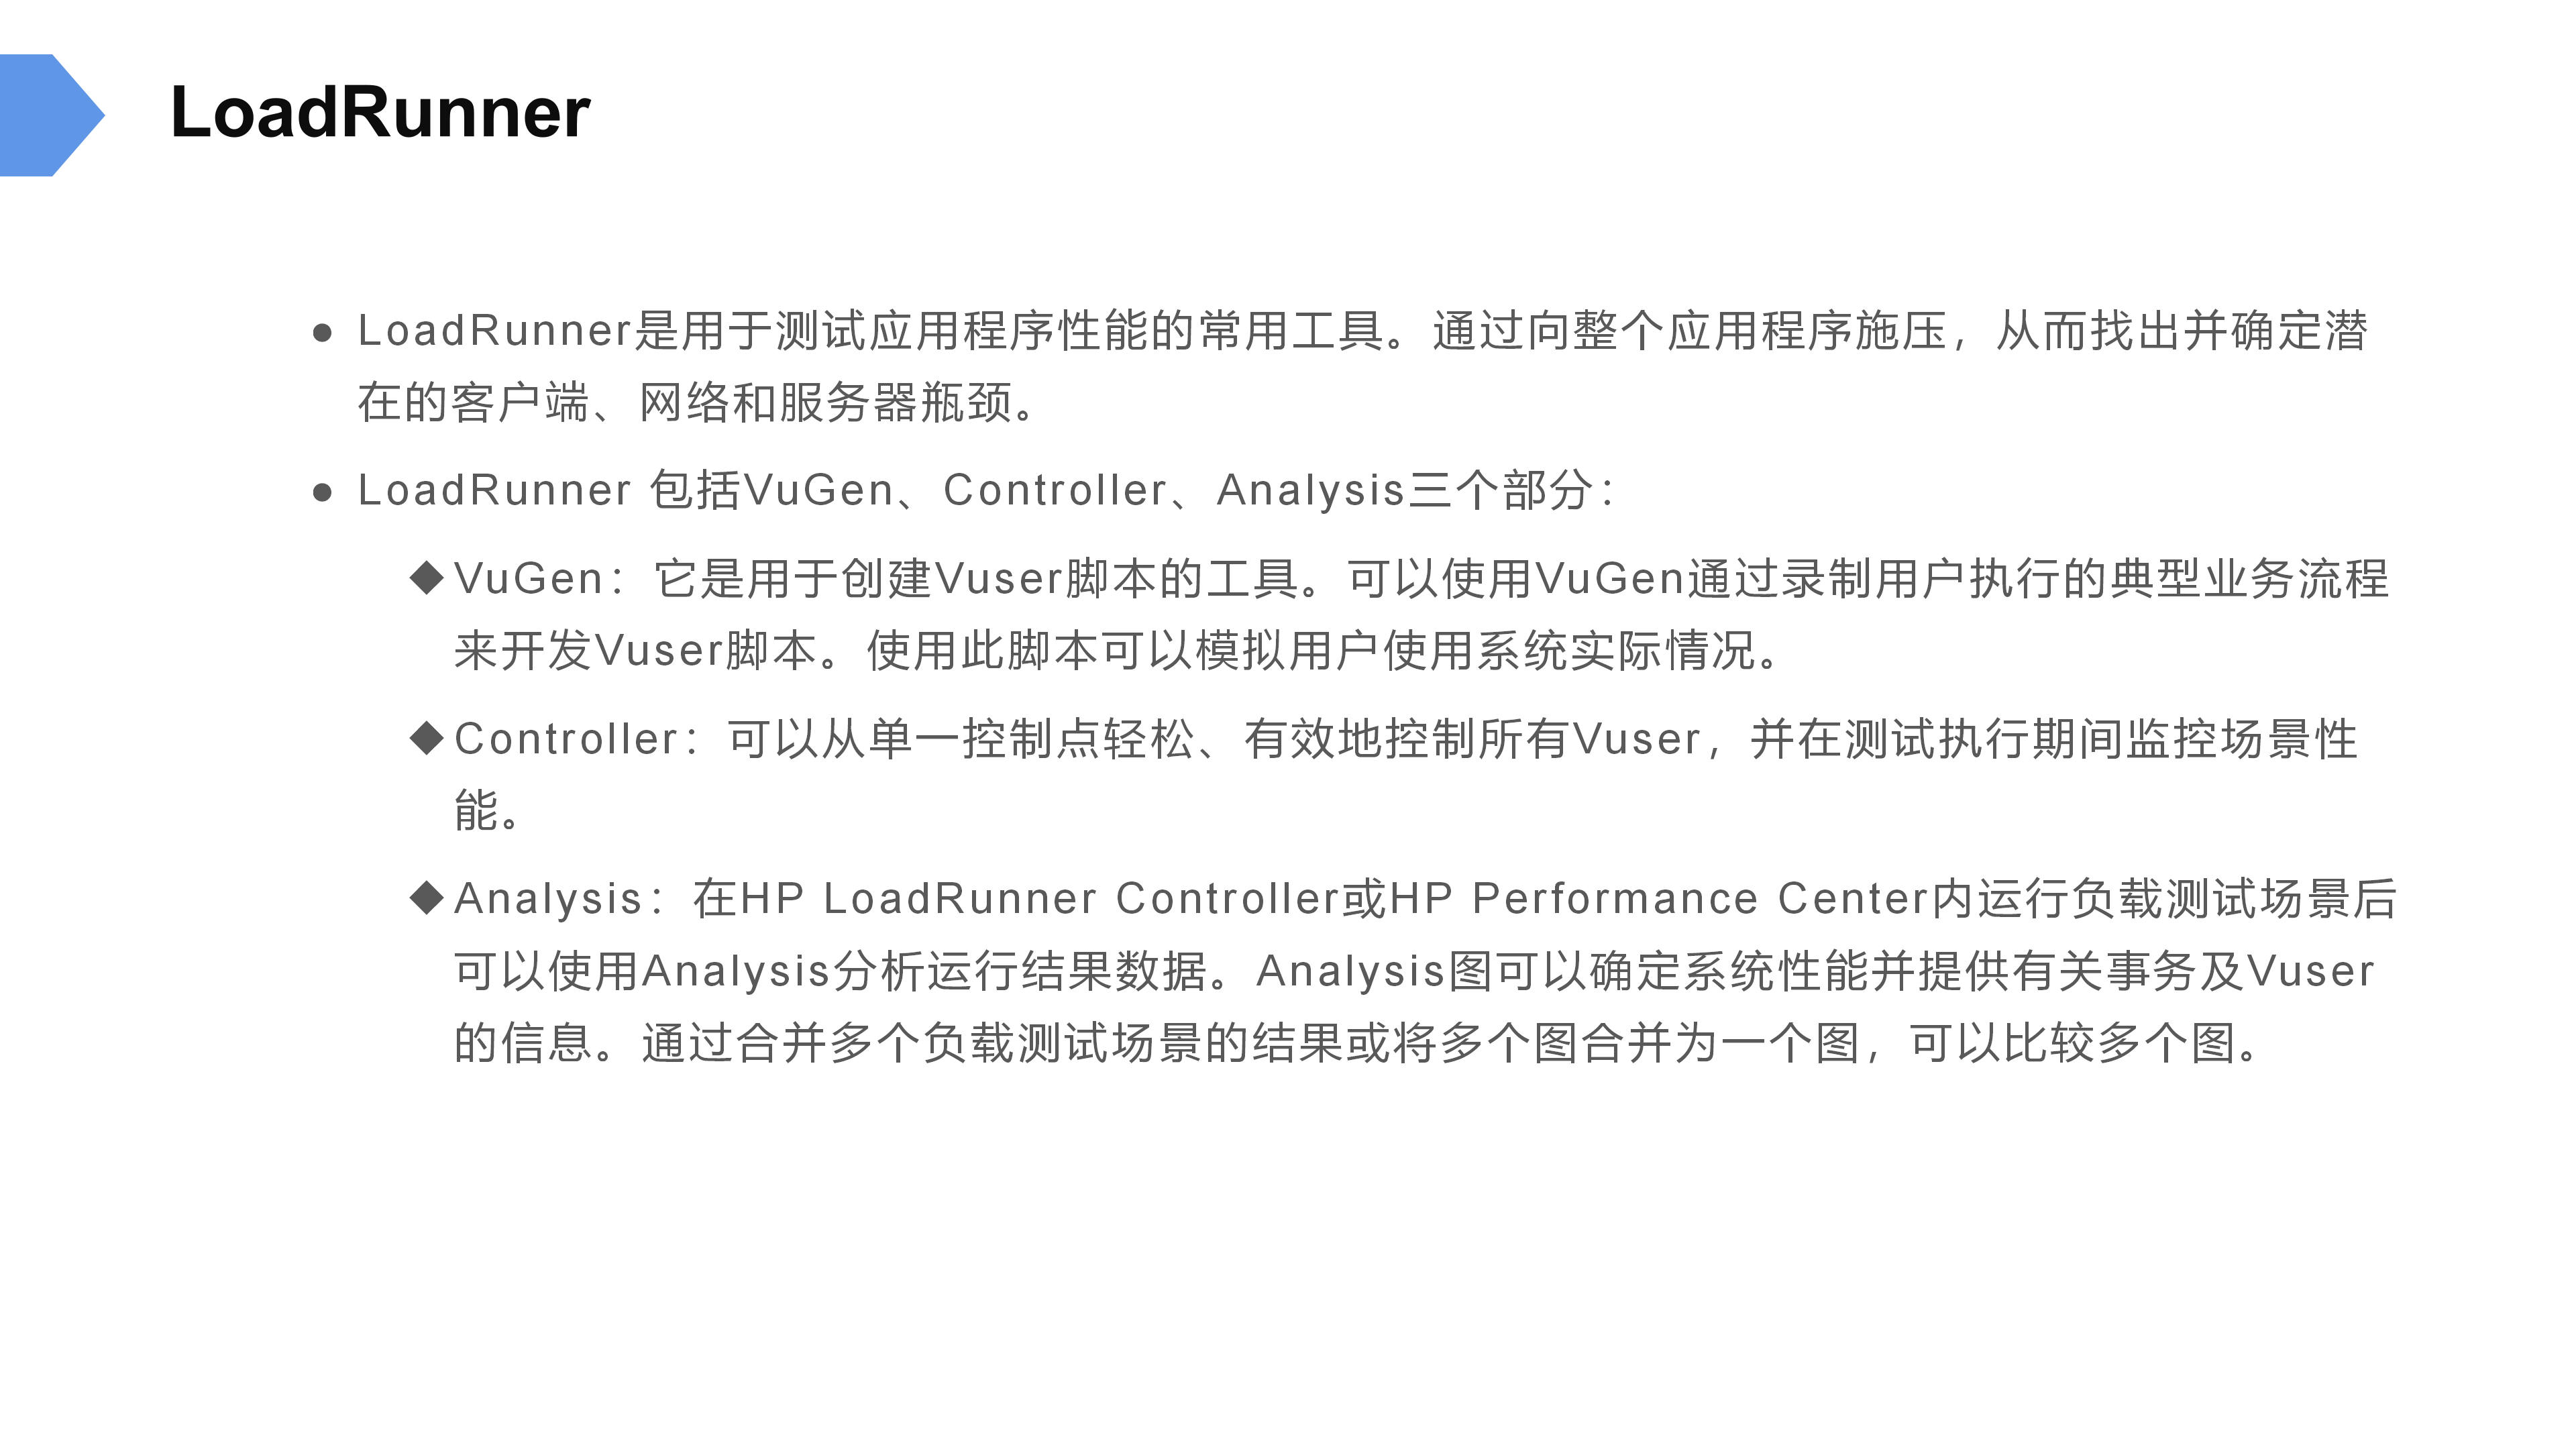 LoadRunner
● LoadRunner是用于测试应用程序性能的常用工具。通过向整个应用程序施压，从而找出并确定潜
在的客户端、网络和服务器瓶颈。
● LoadRunner 包括VuGen、Controller、Analysis三个部分：
◆VuGen：它是用于创建Vuser脚本的工具。可以使用VuGen通过录制用户执行的典型业务流程
来开发Vuser脚本。使用此脚本可以模拟用户使用系统实际情况。
◆Controller：可以从单一控制点轻松、有效地控制所有Vuser，并在测试执行期间监控场景性
能。
◆Analysis：在HP LoadRunner Controller或HP Performance Center内运行负载测试场景后
可以使用Analysis分析运行结果数据。Analysis图可以确定系统性能并提供有关事务及Vuser
的信息。通过合并多个负载测试场景的结果或将多个图合并为一个图，可以比较多个图。